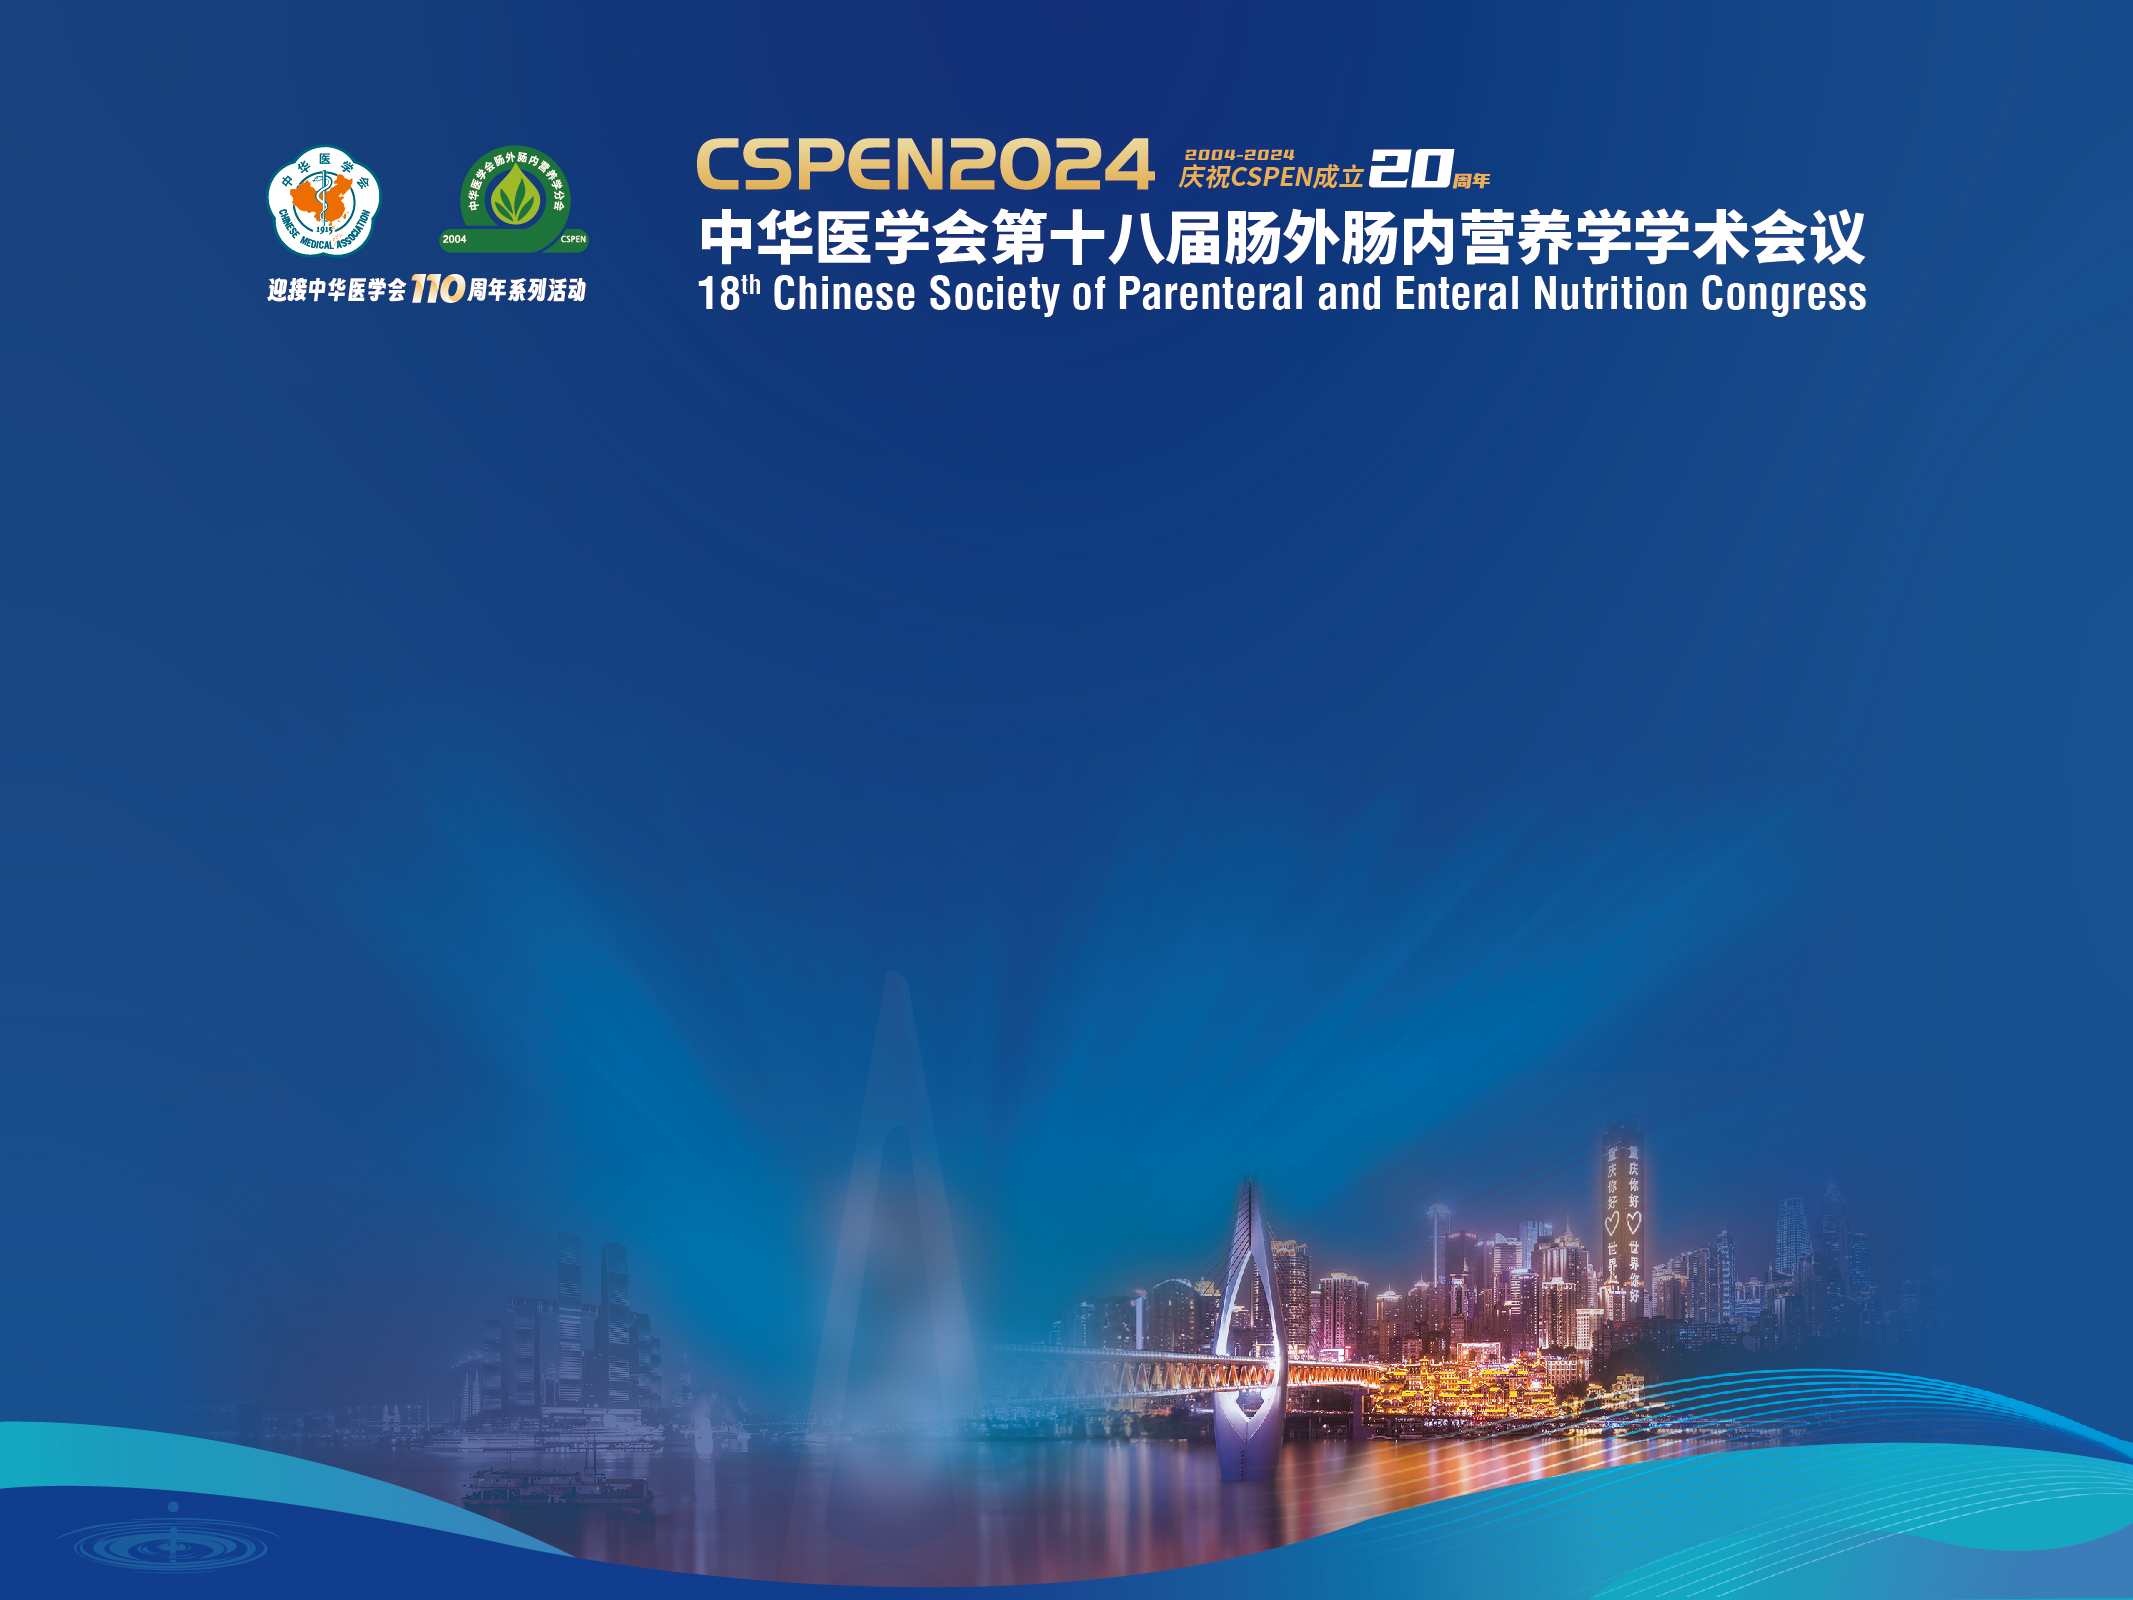 中华医学会
CHINESE MEDICAL ASSOCIATION
1915
中华医学会肠外肠内营养学分会
2004
CSPEN
迎接中华医学会110周年系列活动
CSPEN2024
2004-2024
庆祝CSPEN成立20周年
中华医学会第十八届肠外肠内营养学学术会议
18th Chinese Society of Parenteral and Enteral Nutrition Congress
重庆你好♡世界你好
重庆你好♡世界你好